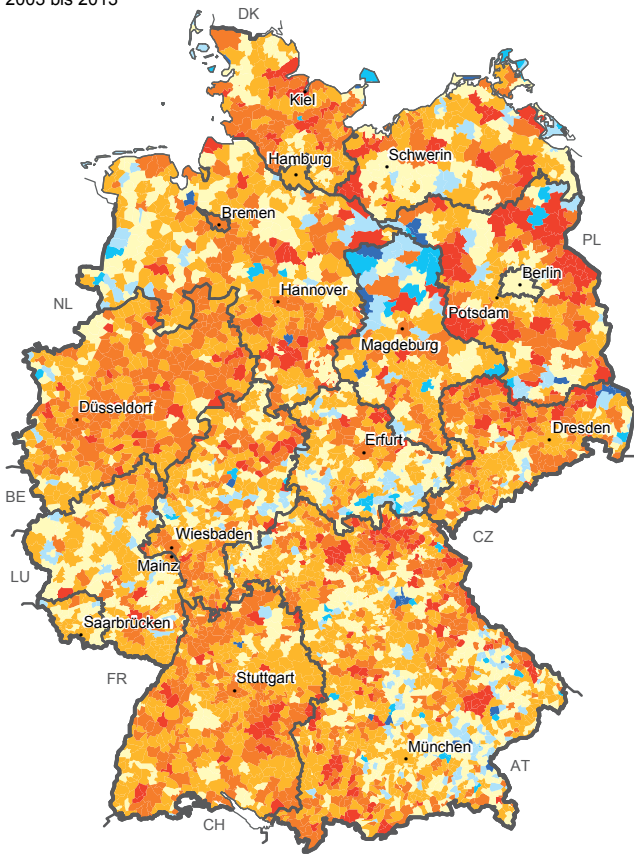 2005 bis 2015
DK
Kiel
Hamburg
Schwerin
Bremen
PL
Berlin
NL
Hannover
Potsdam
Magdeburg
Düsseldorf
Dresden
Erfurt
BE
Wiesbaden
CZ
Mainz
LU
Saarbrücken
FR
Stuttgart
München
AT
CH